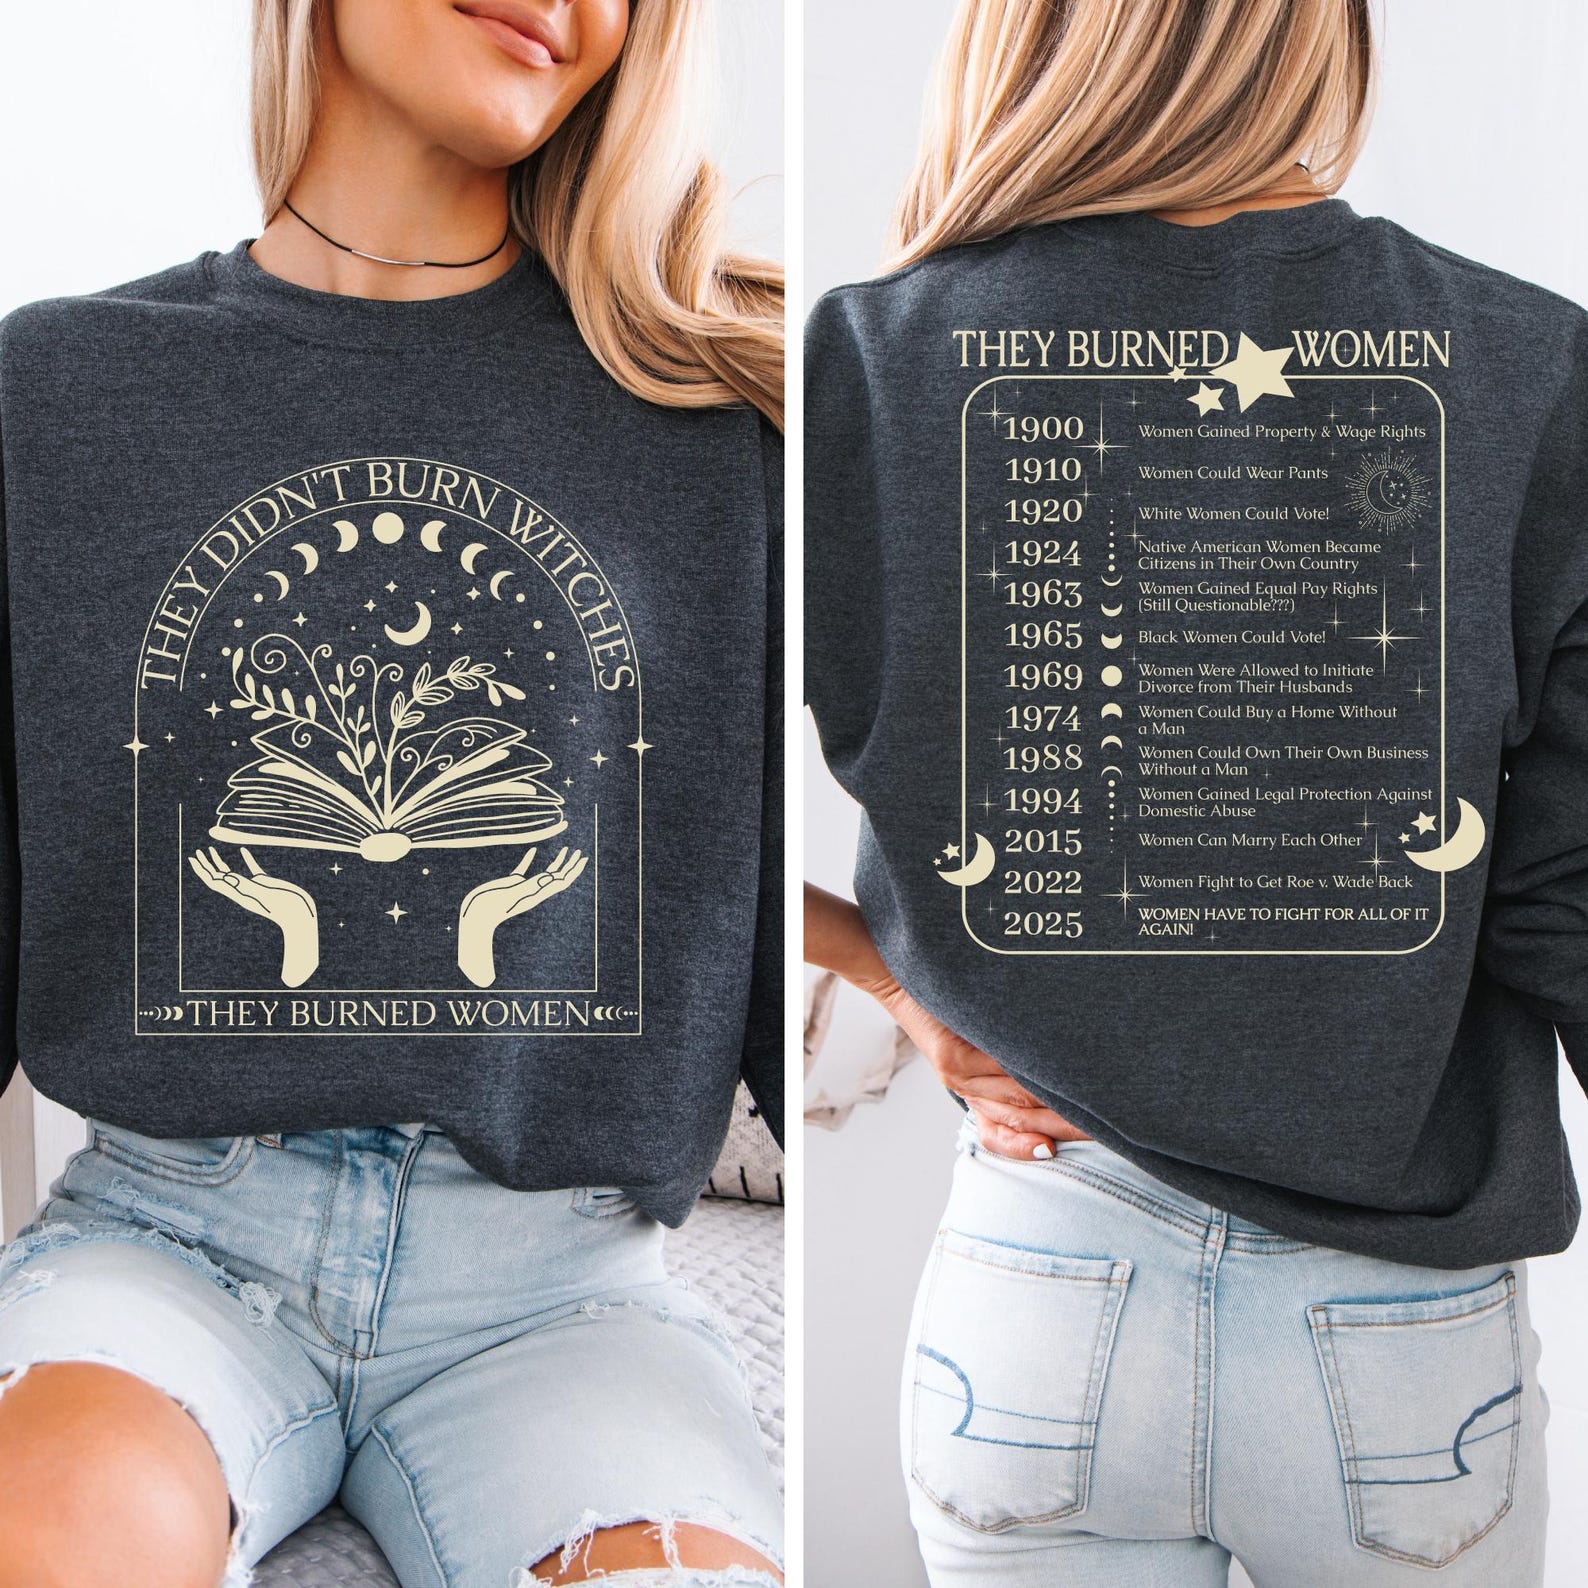 THEY DIDN'T BURN WITCHES
THEY BURNED WOMEN
THEY BURNED WOMEN
1900 Women Gained Property & Wage Rights
1910 Women Could Wear Pants
1920 White Women Could Vote!
1924 Native American Women Became
Citizens in Their Own Country
1963 Women Gained Equal Pay Rights
(Still Questionable???)
1965 Black Women Could Vote!
1969 Women Were Allowed to Initiate
Divorce from Their Husbands
1974 Women Could Buy a Home Without
a Man
1988 Women Could Own Their Own Business
Without a Man
1994 Women Gained Legal Protection Against
Domestic Abuse
2015 Women Can Marry Each Other
2022 Women Fight to Get Roe v. Wade Back
2025 WOMEN HAVE TO FIGHT FOR ALL OF IT
AGAIN!